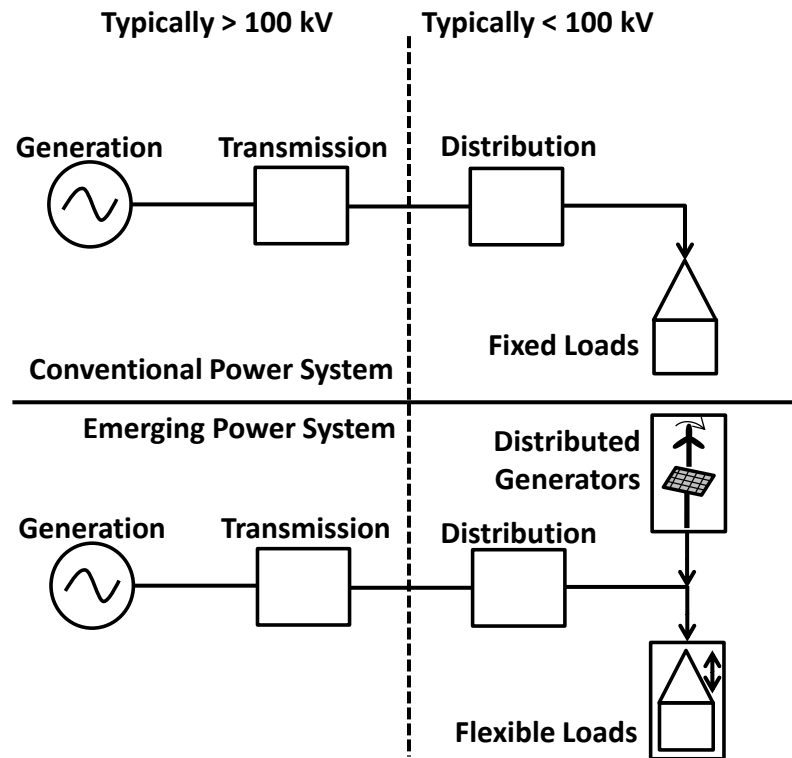 Typically > 100 kV
Typically < 100 kV
Generation
Transmission
Distribution
Fixed Loads
Conventional Power System
Emerging Power System
Distributed
Generators
Generation
Transmission
Distribution
Flexible Loads